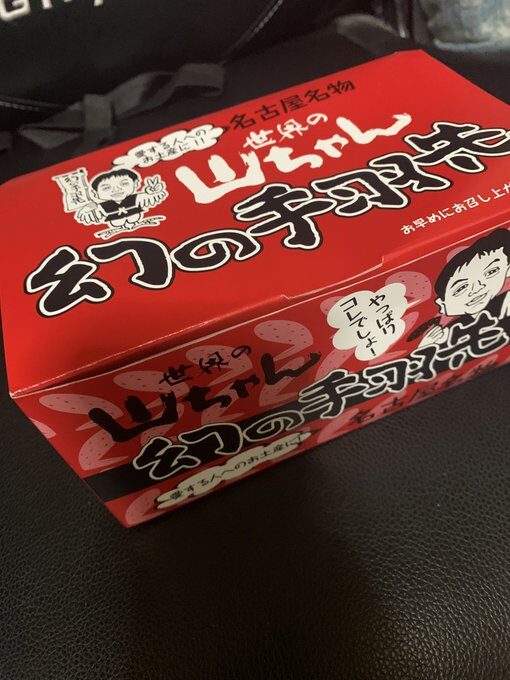 名古屋名物
愛する人への
お土産に!!
世界の
山ちゃん
幻の手羽先
お早めにお召し上が
やっぱり
コレでしょー
世界の
山ちゃん
幻の手羽先
名古屋名物
愛する人へのお土産に!!